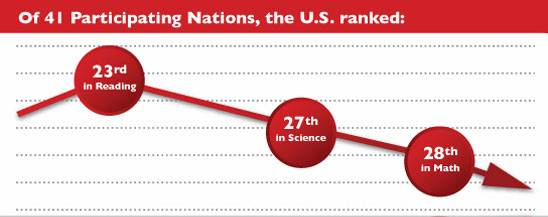 Of 41 Participating Nations, the U.S. ranked:
23rd
in Reading
27th
in Science
28th
in Math